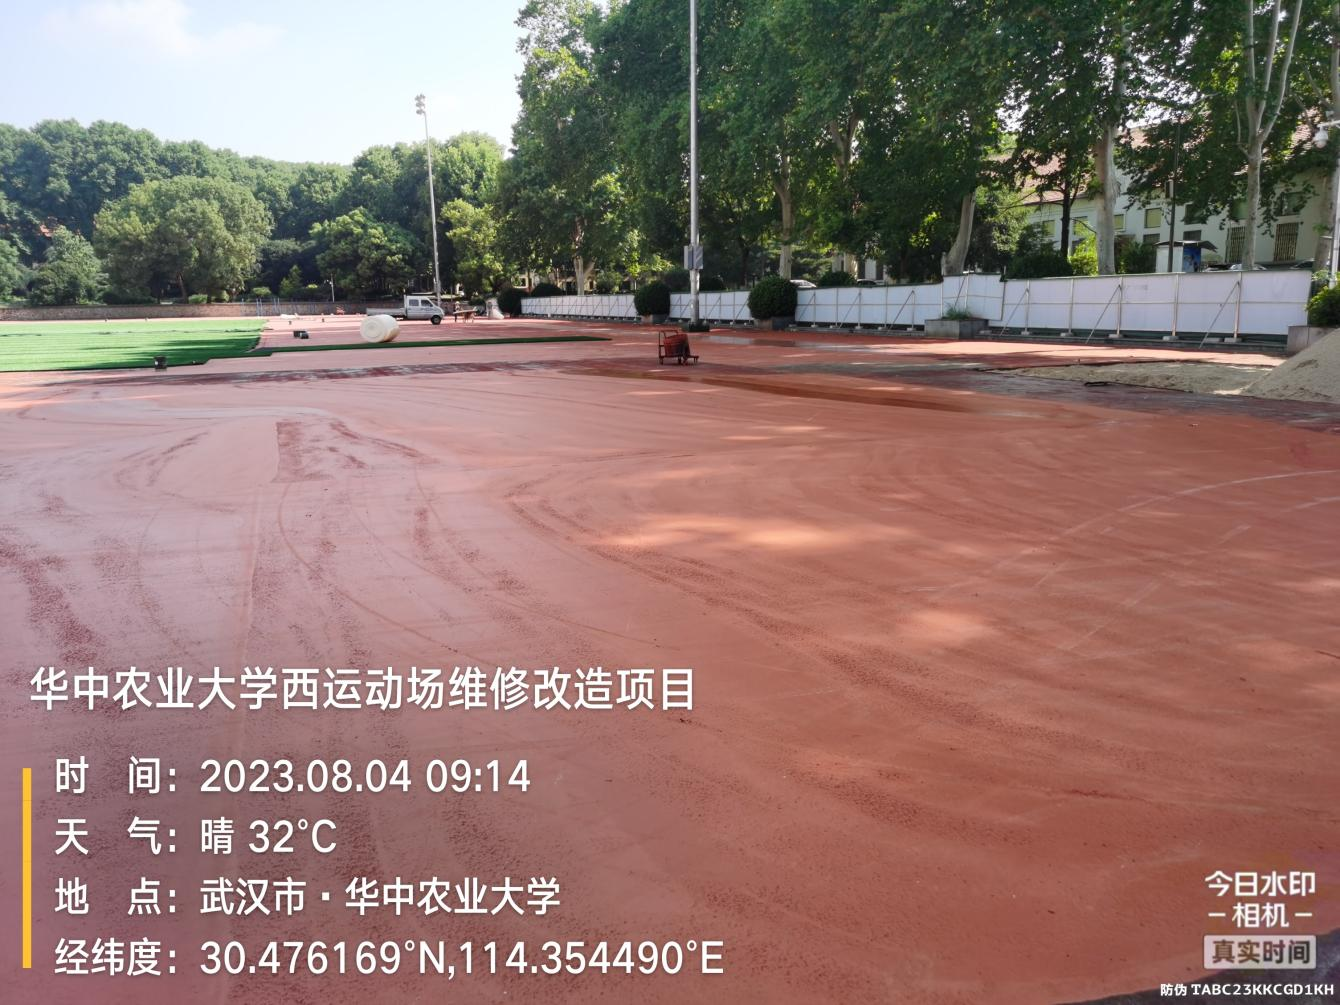 华中农业大学西运动场维修改造项目
时 间：2023.08.04 09:14
天 气：晴 32°C
地 点：武汉市·华中农业大学
经纬度：30.476169°N,114.354490°E
今日水印
－相机－
真实时间
防伪 TABC23KKCGD1KH